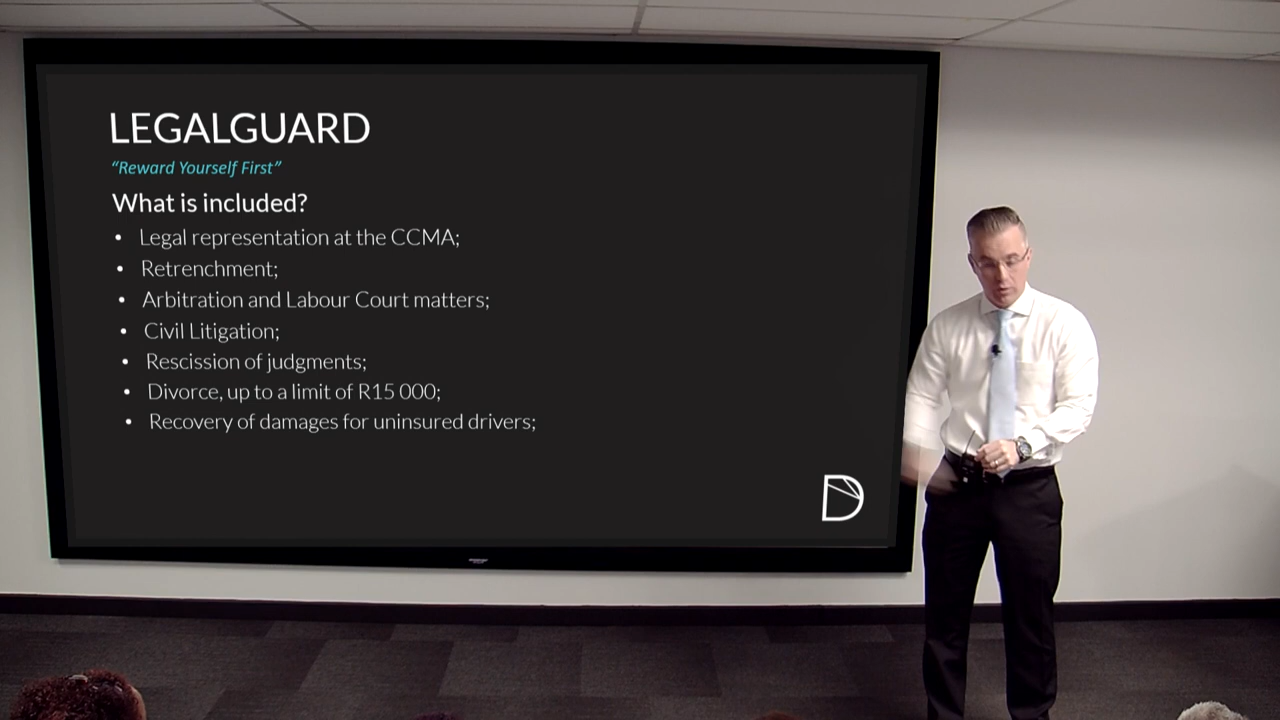 LEGALGUARD
“Reward Yourself First”
What is included?
• Legal representation at the CCMA;
• Retrenchment;
• Arbitration and Labour Court matters;
• Civil Litigation;
• Rescission of judgments;
• Divorce, up to a limit of R15 000;
• Recovery of damages for uninsured drivers;